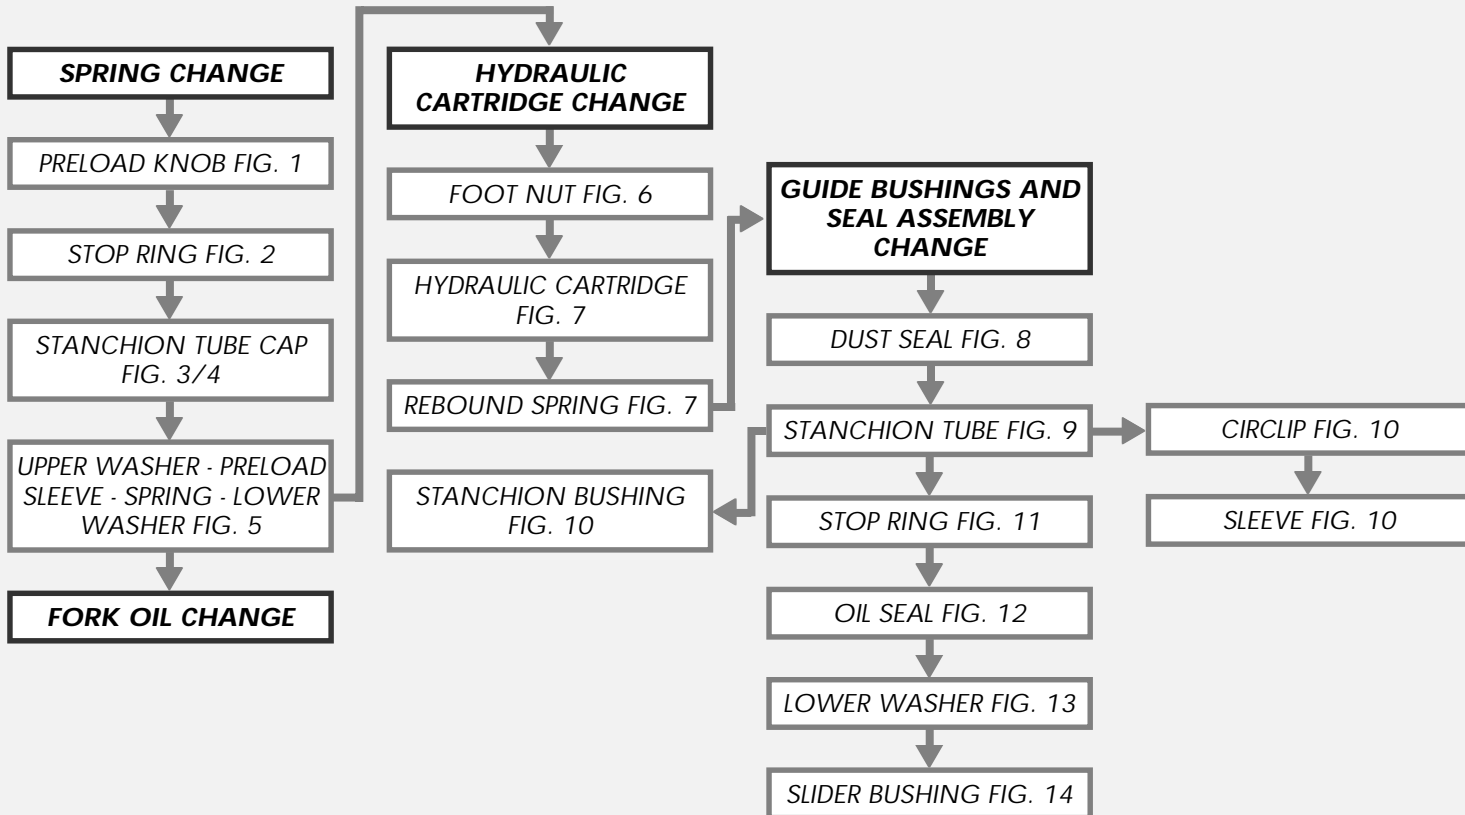 SPRING CHANGE
PRELOAD KNOB FIG. 1
STOP RING FIG. 2
STANCHION TUBE CAP
FIG. 3/4
UPPER WASHER - PRELOAD
SLEEVE - SPRING - LOWER
WASHER FIG. 5
FORK OIL CHANGE
HYDRAULIC
CARTRIDGE CHANGE
FOOT NUT FIG. 6
HYDRAULIC CARTRIDGE
FIG. 7
REBOUND SPRING FIG. 7
STANCHION BUSHING
FIG. 10
GUIDE BUSHINGS AND
SEAL ASSEMBLY
CHANGE
DUST SEAL FIG. 8
STANCHION TUBE FIG. 9
STOP RING FIG. 11
OIL SEAL FIG. 12
LOWER WASHER FIG. 13
SLIDER BUSHING FIG. 14
CIRCLIP FIG. 10
SLEEVE FIG. 10